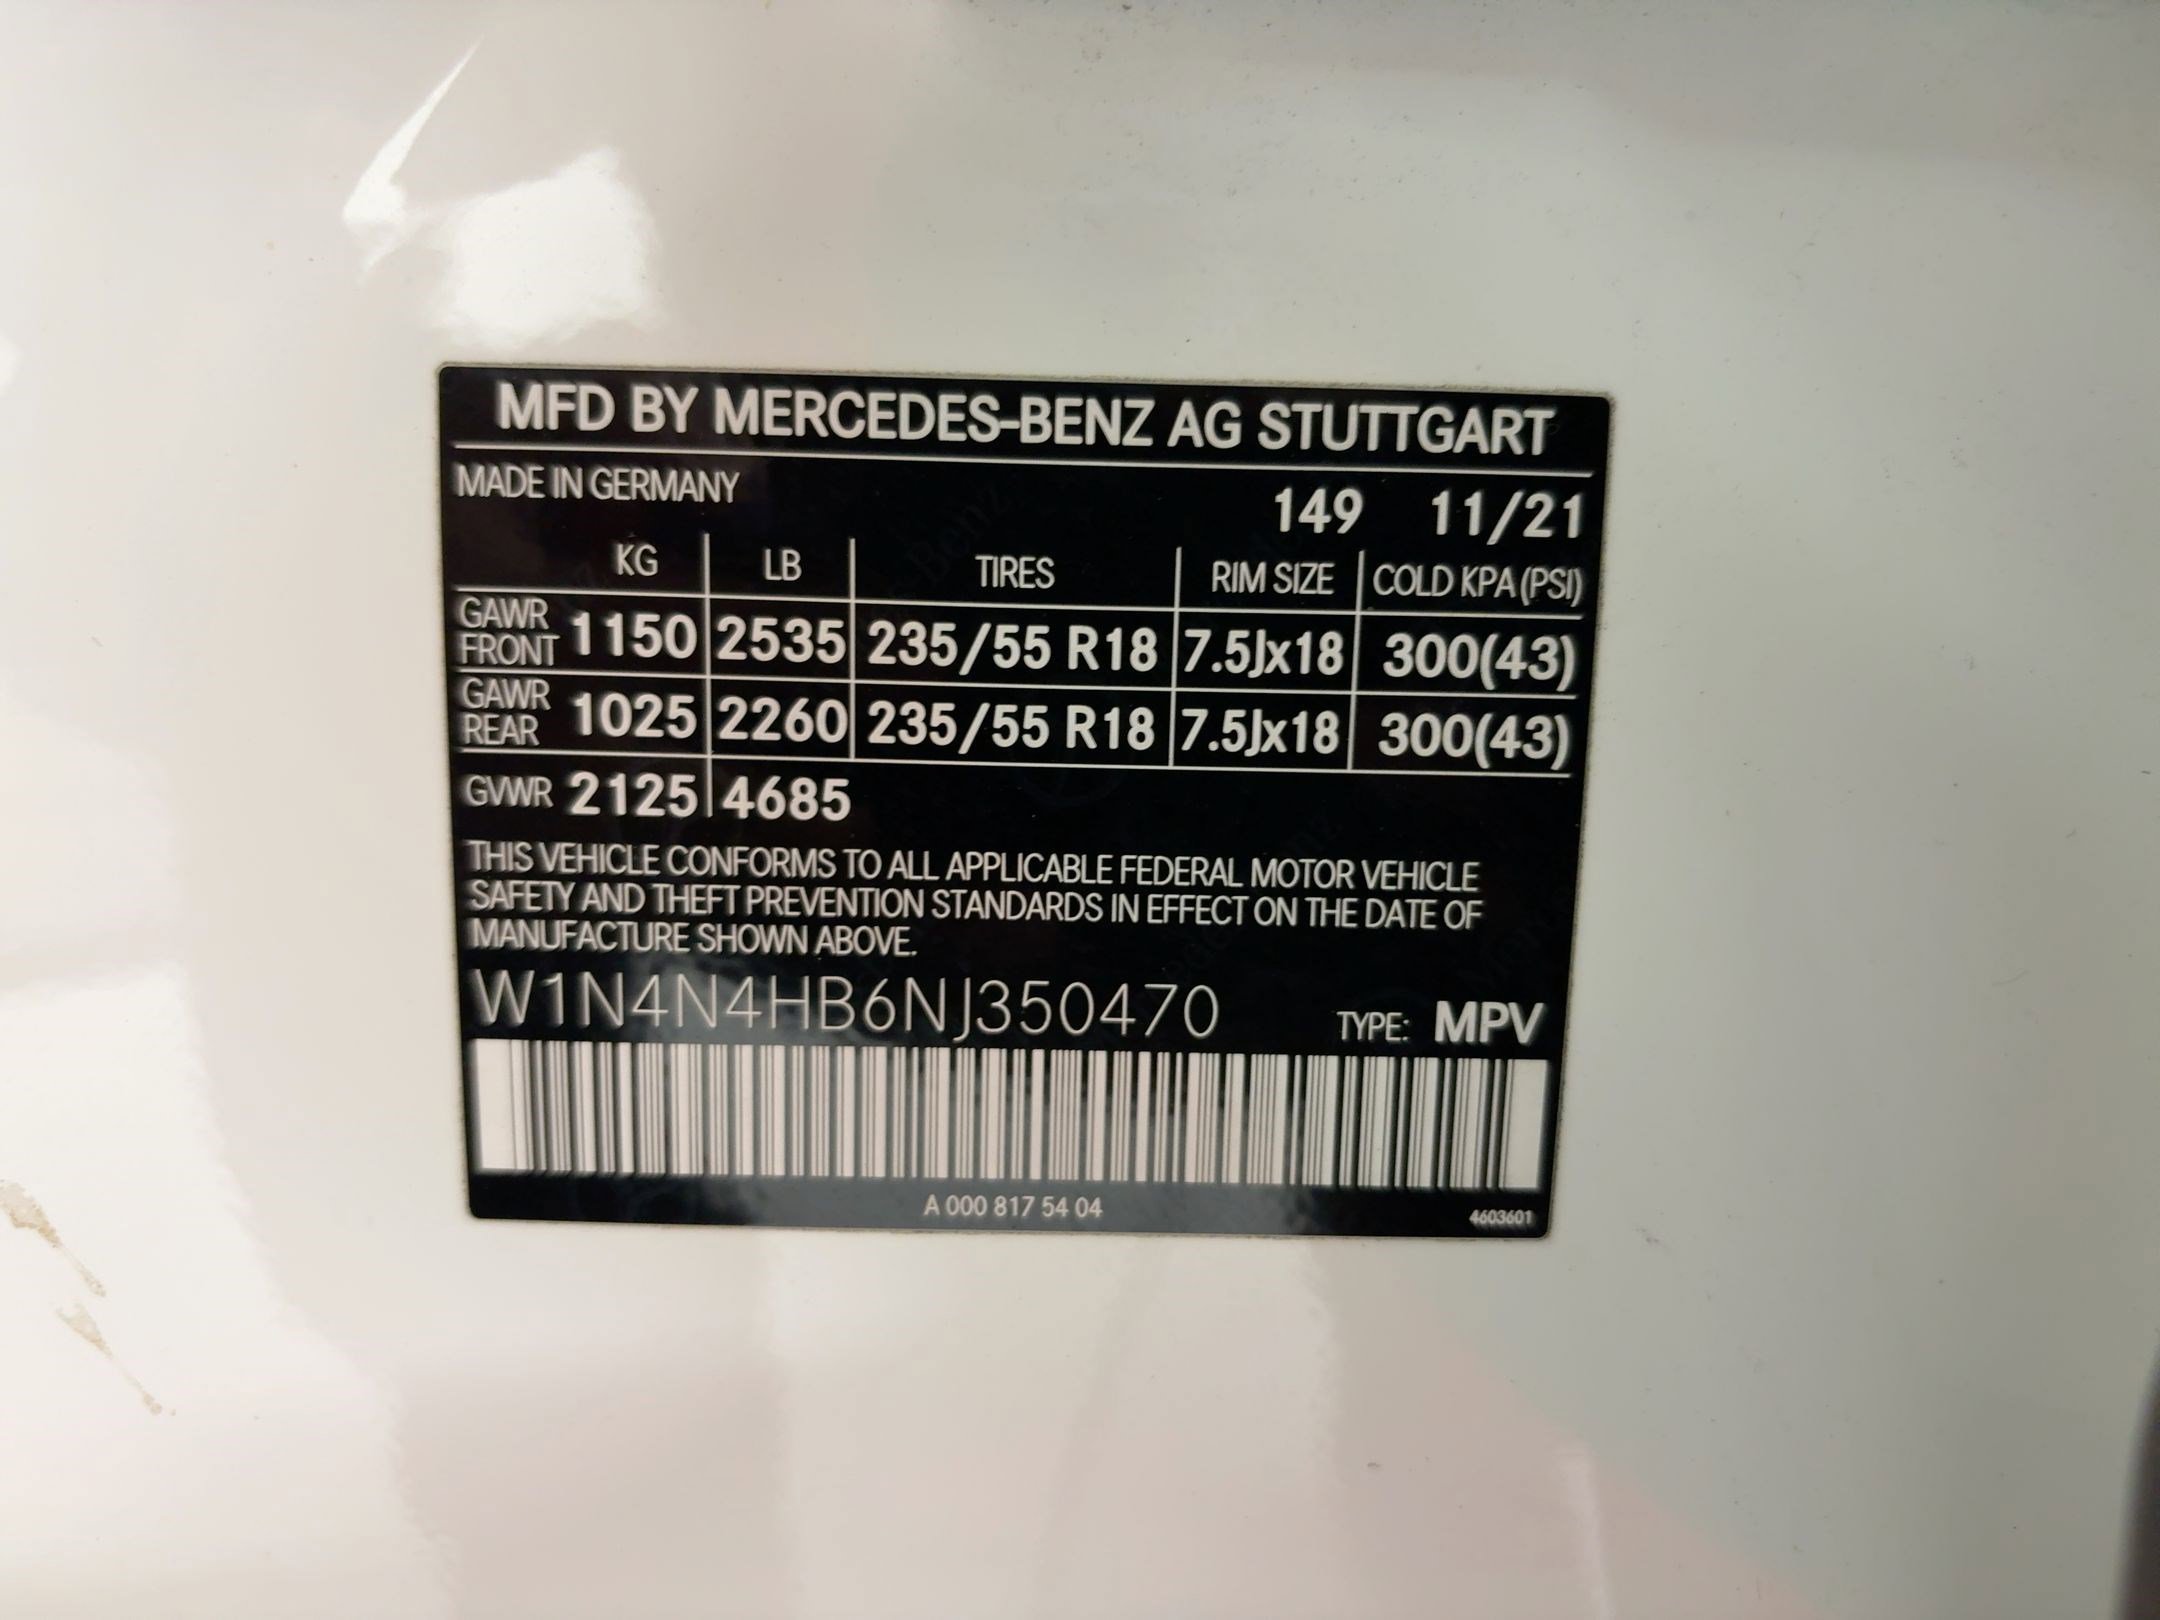 MFD BY MERCEDES-BENZ AG STUTTGART
MADE IN GERMANY
149 11/21
KG LB TIRES RIM SIZE COLD KPA (PSI)
GAWR FRONT 1150 2535 235/55 R18 7.5Jx18 300(43)
GAWR REAR 1025 2260 235/55 R18 7.5Jx18 300(43)
GVWR 2125 4685
THIS VEHICLE CONFORMS TO ALL APPLICABLE FEDERAL MOTOR VEHICLE
SAFETY AND THEFT PREVENTION STANDARDS IN EFFECT ON THE DATE OF
MANUFACTURE SHOWN ABOVE.
W1N4N4HB6NJ350470 TYPE: MPV
A 000 817 54 04
4603601